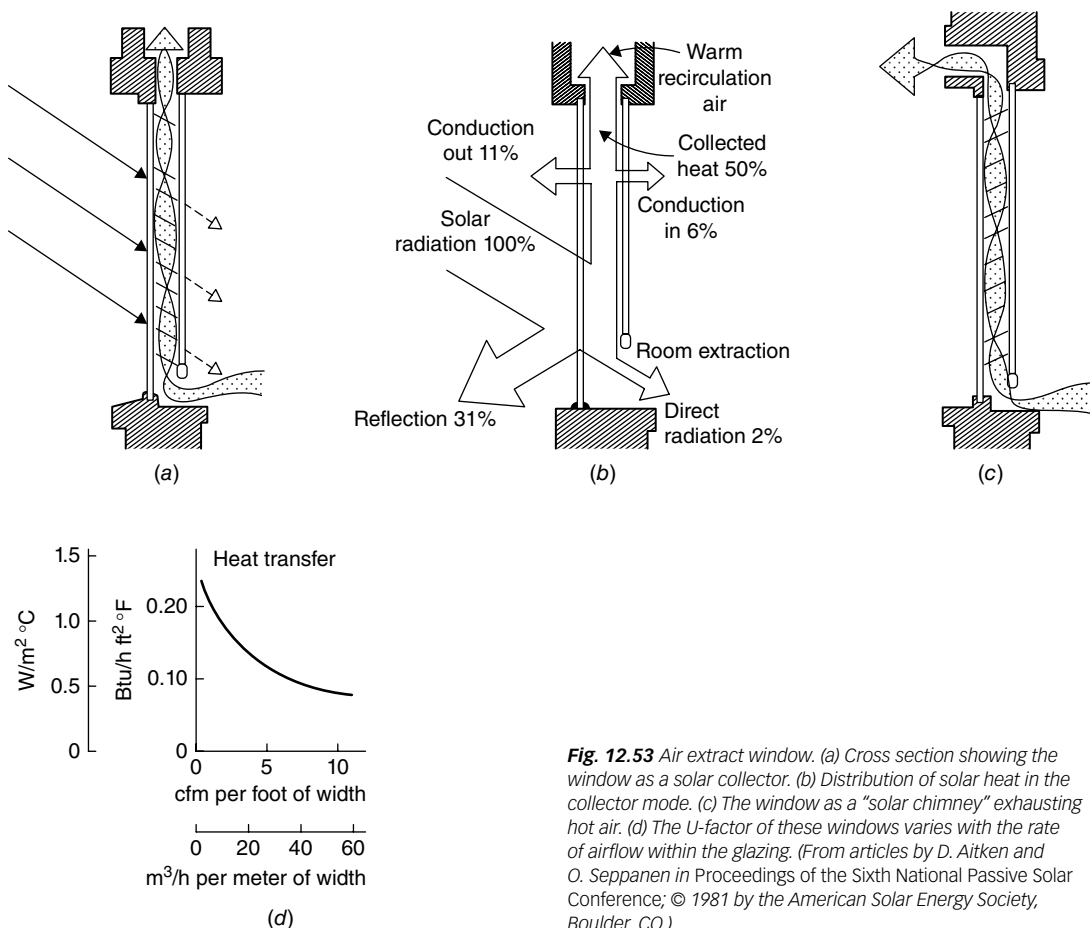 Warm
recirculation
air
Conduction
out 11%
Collected
heat 50%
Conduction
in 6%
Solar
radiation 100%
Room extraction
Reflection 31%
Direct
radiation 2%
(a)
(b)
(c)
Heat transfer
W/m² °C
1.5
1.0
0.5
0
Btu/h ft² °F
0.20
0.10
0
0 5 10
cfm per foot of width
0 20 40 60
m³/h per meter of width
(d)
Fig. 12.53 Air extract window. (a) Cross section showing the
window as a solar collector. (b) Distribution of solar heat in the
collector mode. (c) The window as a “solar chimney” exhausting
hot air. (d) The U-factor of these windows varies with the rate
of airflow within the glazing. (From articles by D. Aitken and
O. Seppanen in Proceedings of the Sixth National Passive Solar
Conference; © 1981 by the American Solar Energy Society,
Boulder, CO.)